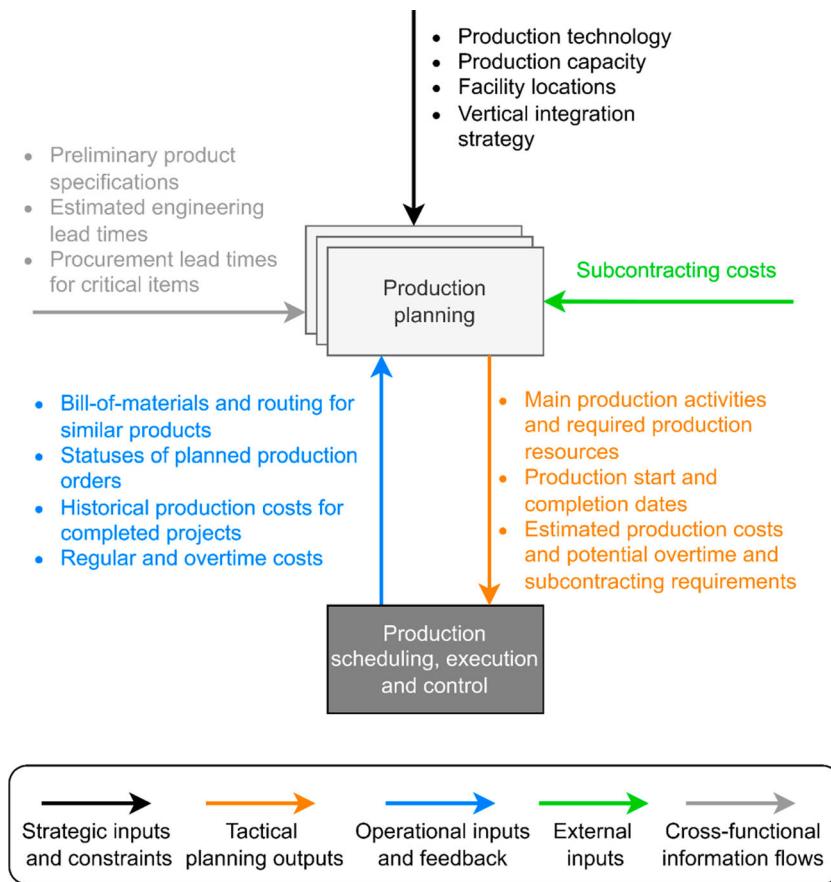 • Production technology
• Production capacity
• Facility locations
• Vertical integration
strategy
• Preliminary product
specifications
• Estimated engineering
lead times
• Procurement lead times
for critical items
Production
planning
Subcontracting costs
• Bill-of-materials and routing for
similar products
• Statuses of planned production
orders
• Historical production costs for
completed projects
• Regular and overtime costs
• Main production activities
and required production
resources
• Production start and
completion dates
• Estimated production costs
and potential overtime and
subcontracting requirements
Production
scheduling, execution
and control
Strategic inputs
and constraints
Tactical
planning outputs
Operational inputs
and feedback
External
inputs
Cross-functional
information flows